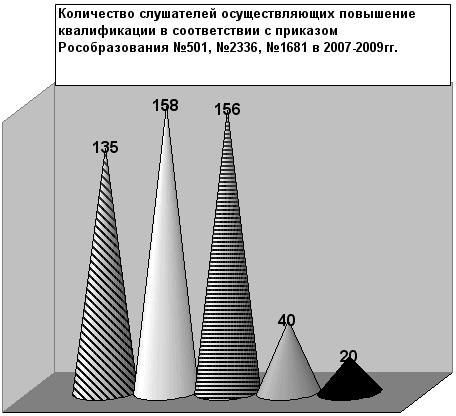 Количество слушателей осуществляющих повышение
квалификации в соответствии с приказом
Рособразования №501, №2336, №1681 в 2007-2009гг.
158
156
135
40
20